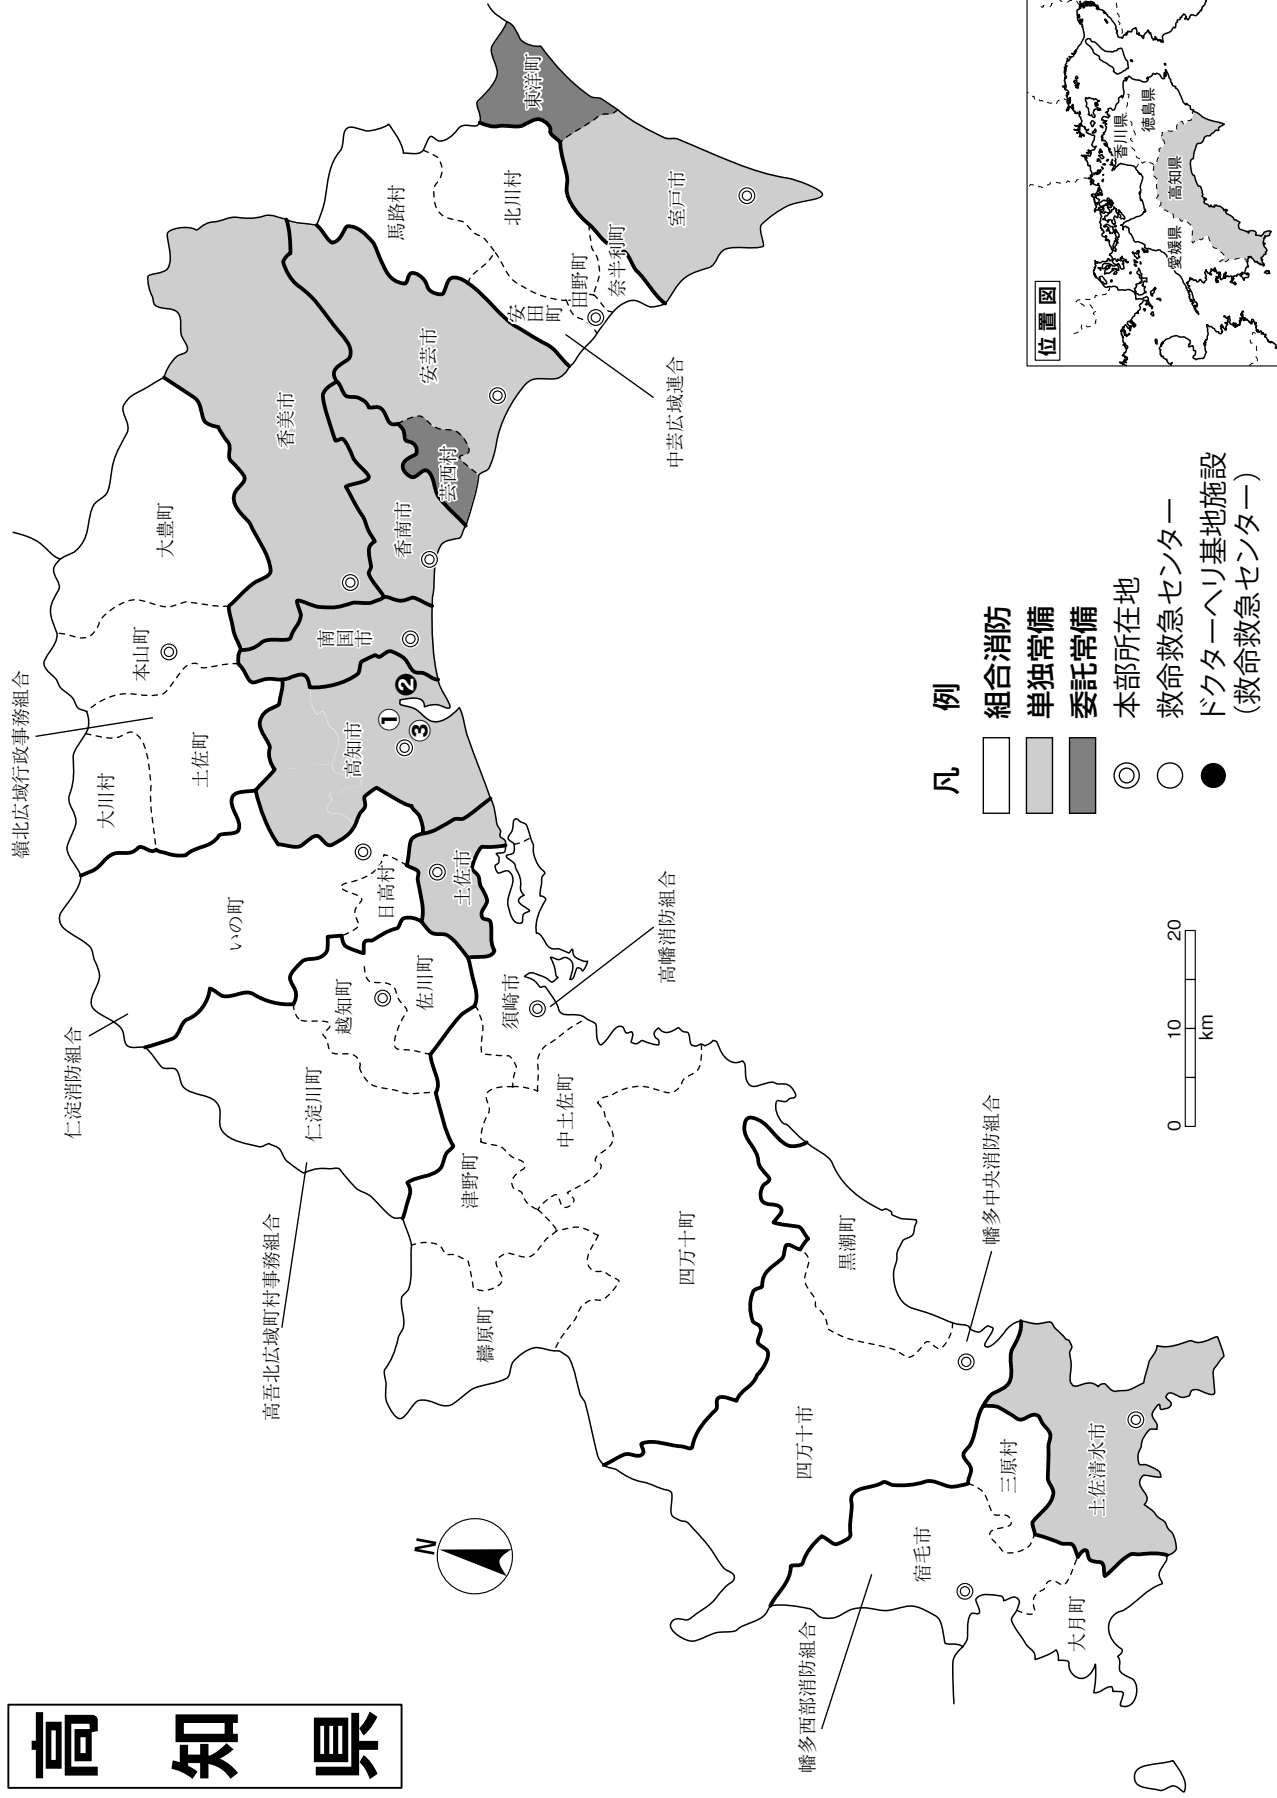 高知県
嶺北広域行政事務組合
仁淀消防組合
高吾北広域町村事務組合
幡多西部消防組合
幡多中央消防組合
高幡消防組合
中芸広域連合
大豊町
本山町
大川村
土佐町
いの町
日高村
仁淀川町
越知町
佐川町
香美市
南国市
高知市
土佐市
香南市
芸西村
安芸市
馬路村
北川村
安田町
田野町
奈半利町
室戸市
東洋町
須崎市
津野町
中土佐町
檮原町
四万十町
黒潮町
四万十市
三原村
宿毛市
大月町
土佐清水市
1
2
3
N
凡例
組合消防
単独常備
委託常備
本部所在地
救命救急センター
ドクターヘリ基地施設
（救命救急センター）
0 10 20
km
位置図
香川県
徳島県
高知県
愛媛県